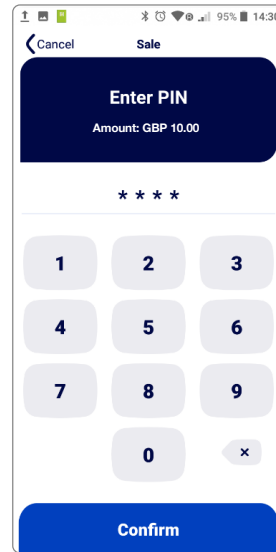 95% 14:30
Cancel Sale
Enter PIN
Amount: GBP 10.00
* * * *
1 2 3
4 5 6
7 8 9
0 ×
Confirm